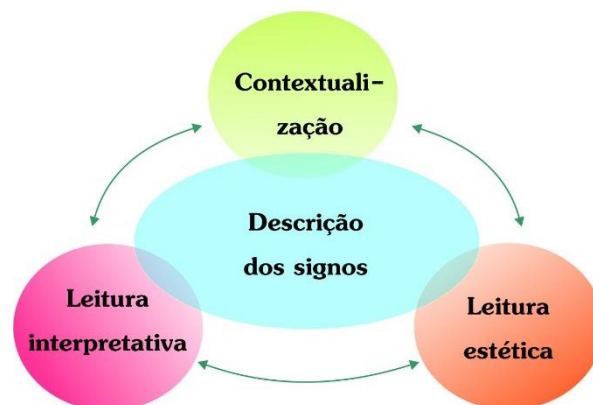 Contextuali-
zação
Descrição
dos signos
Leitura
interpretativa
Leitura
estética